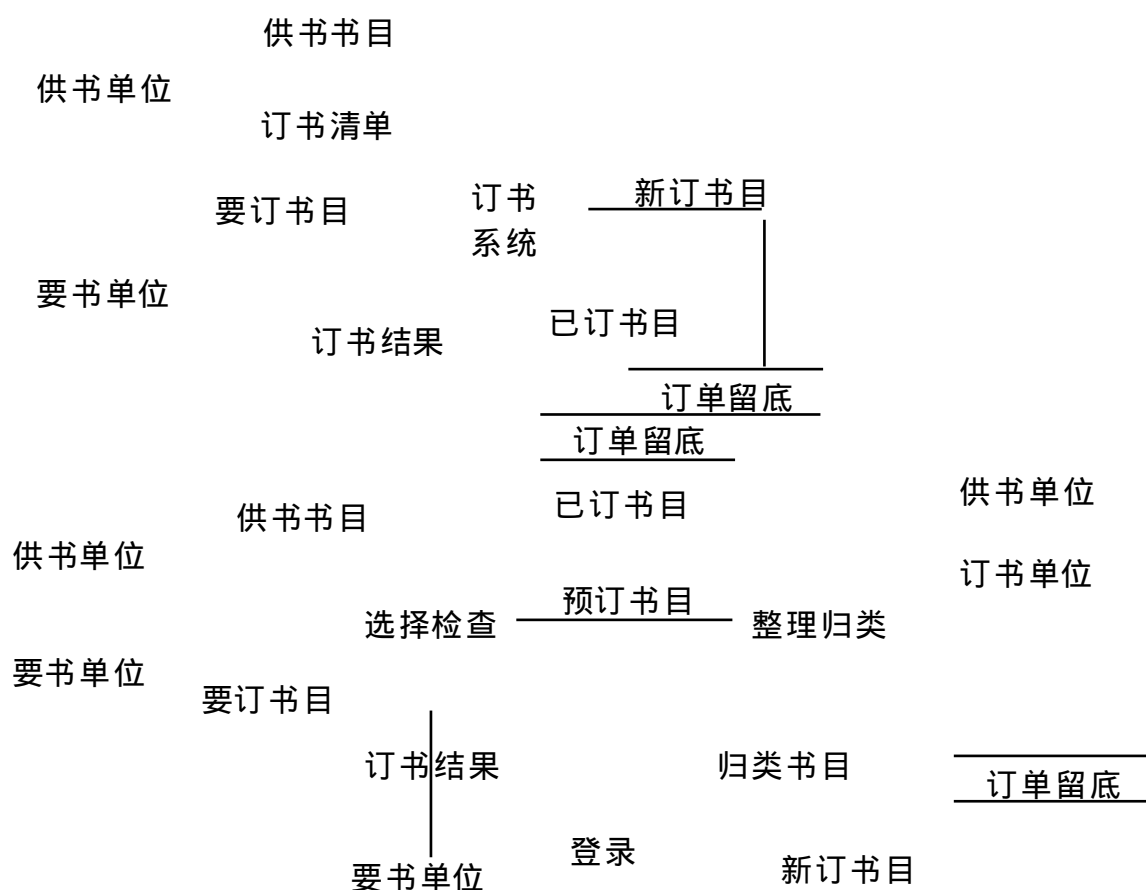 供书书目
供书单位
订书清单
新订书目
订书
系统
要订书目
要书单位
已订书目
订书结果
订单留底
订单留底
供书单位
已订书目
供书书目
供书单位
订书单位
预订书目
选择检查
整理归类
要书单位
要订书目
订书结果
归类书目
订单留底
登录
新订书目
要书单位